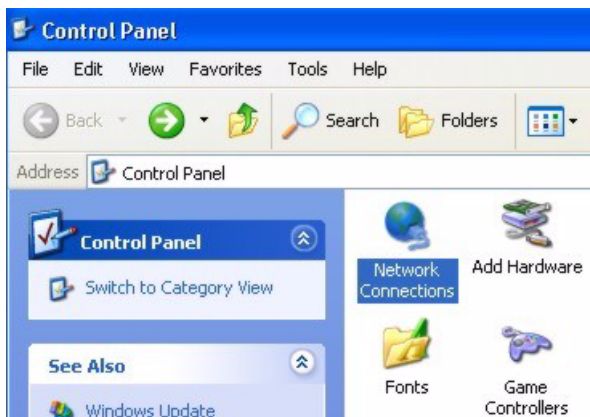 Control Panel
File Edit View Favorites Tools Help
Back Search Folders
Address Control Panel
Control Panel
Switch to Category View
See Also
Windows Update
Network Connections
Add Hardware
Fonts
Game Controllers